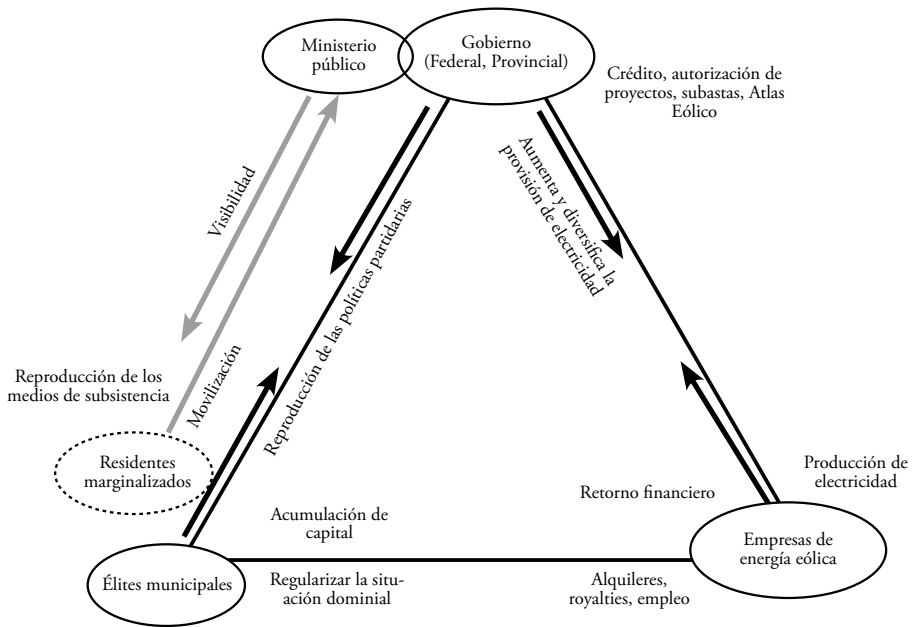 Ministerio
público
Gobierno
(Federal, Provincial)
Crédito, autorización de
proyectos, subastas, Atlas
Eólico
Visibilidad
Movilización
Reproducción de las políticas partidarias
Aumenta y diversifica la
provisión de electricidad
Reproducción de los
medios de subsistencia
Residentes
marginalizados
Élites municipales
Acumulación de
capital
Regularizar la situ-
ación dominial
Retorno financiero
Alquileres,
royalties, empleo
Producción de
electricidad
Empresas de
energía eólica